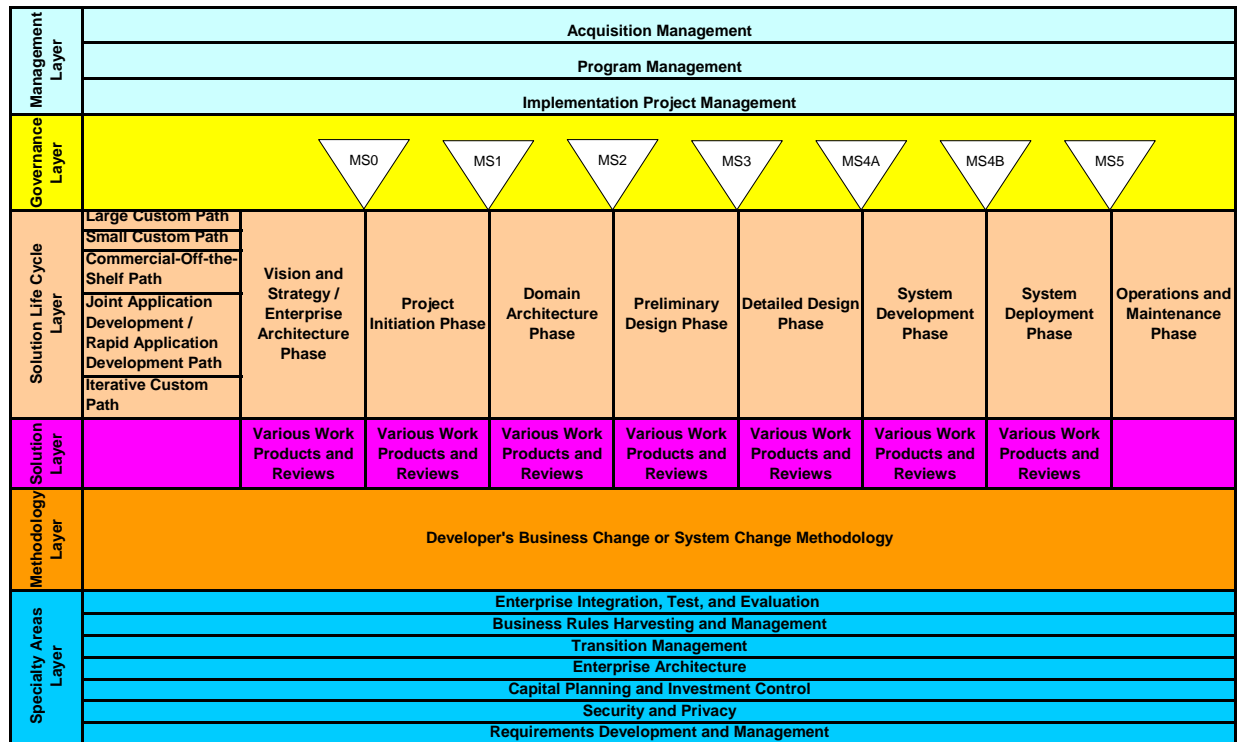 Management
Layer
Acquisition Management
Program Management
Implementation Project Management
Governance
Layer
MS0
MS1
MS2
MS3
MS4A
MS4B
MS5
Solution Life Cycle
Layer
Large Custom Path
Small Custom Path
Commercial-Off-the-
Shelf Path
Joint Application
Development /
Rapid Application
Development Path
Iterative Custom
Path
Vision and
Strategy /
Enterprise
Architecture
Phase
Project
Initiation Phase
Domain
Architecture
Phase
Preliminary
Design Phase
Detailed Design
Phase
System
Development
Phase
System
Deployment
Phase
Operations and
Maintenance
Phase
Solution
Layer
Various Work
Products and
Reviews
Various Work
Products and
Reviews
Various Work
Products and
Reviews
Various Work
Products and
Reviews
Various Work
Products and
Reviews
Various Work
Products and
Reviews
Various Work
Products and
Reviews
Methodology
Layer
Developer's Business Change or System Change Methodology
Specialty Areas
Layer
Enterprise Integration, Test, and Evaluation
Business Rules Harvesting and Management
Transition Management
Enterprise Architecture
Capital Planning and Investment Control
Security and Privacy
Requirements Development and Management